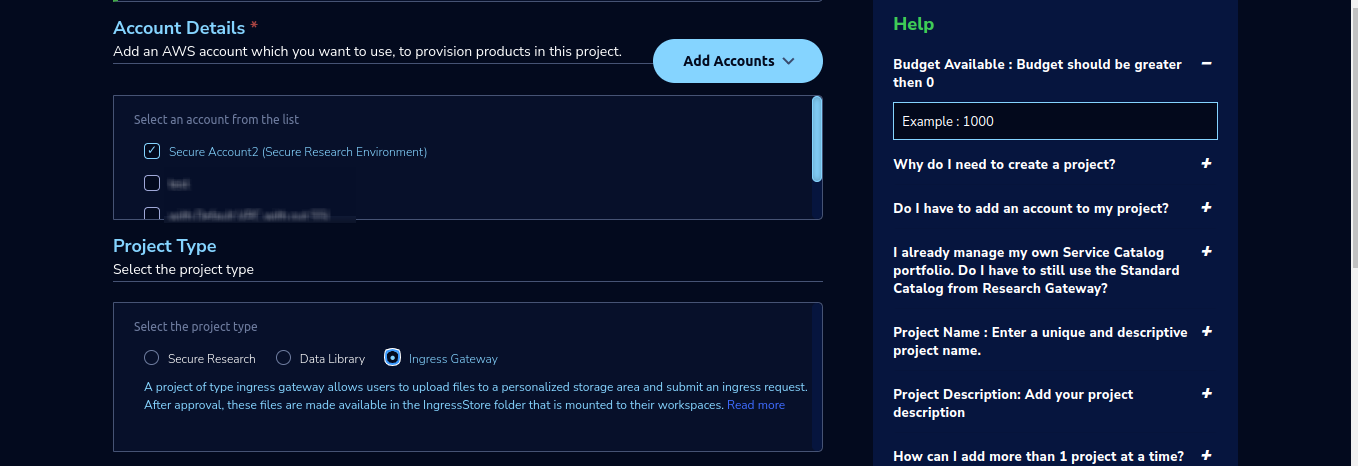 Account Details *
Add an AWS account which you want to use, to provision products in this project.
Add Accounts
Select an account from the list
Secure Account2 (Secure Research Environment)
Project Type
Select the project type
Select the project type
Secure Research Data Library Ingress Gateway
A project of type ingress gateway allows users to upload files to a personalized storage area and submit an ingress request.
After approval, these files are made available in the IngressStore folder that is mounted to their workspaces. Read more
Help
Budget Available : Budget should be greater
then 0
Example : 1000
Why do I need to create a project?
Do I have to add an account to my project?
I already manage my own Service Catalog
portfolio. Do I have to still use the Standard
Catalog from Research Gateway?
Project Name : Enter a unique and descriptive
project name.
Project Description: Add your project
description
How can I add more than 1 project at a time?